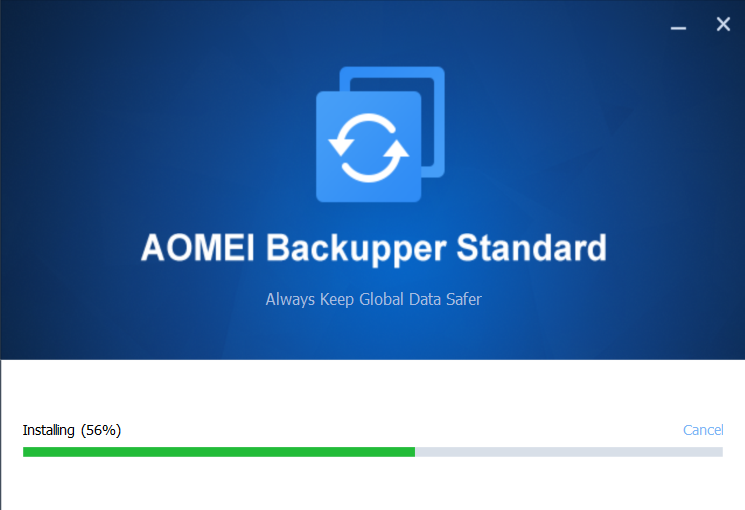 AOMEI Backupper Standard
Always Keep Global Data Safer
Installing (56%)
Cancel